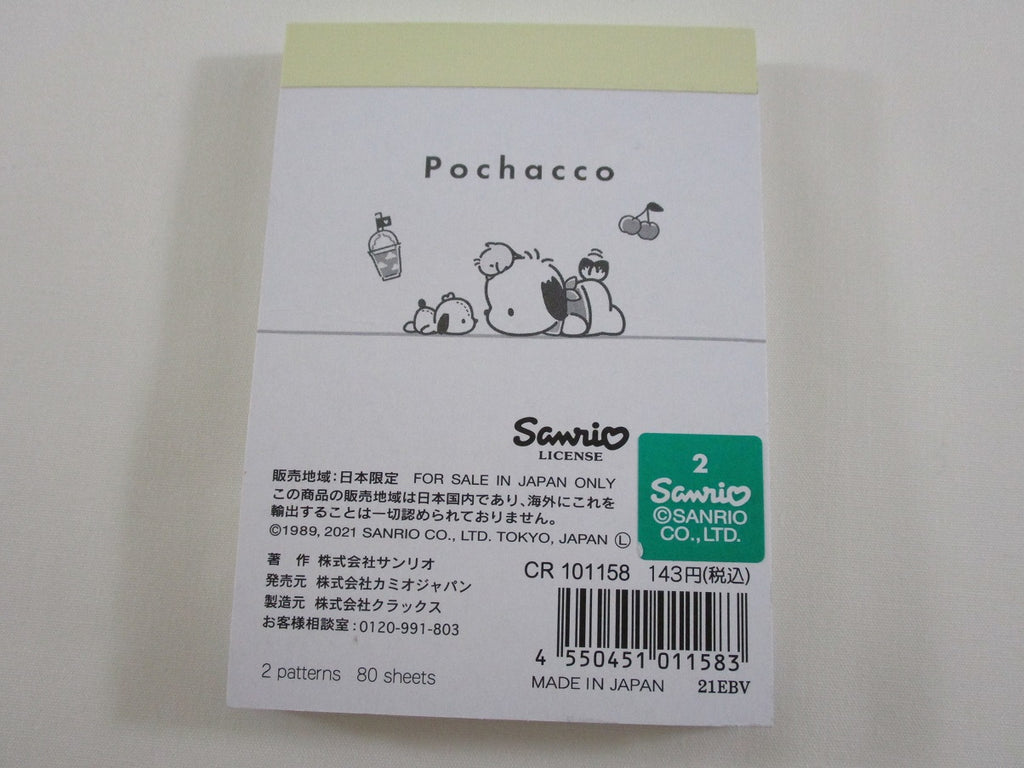 Pochacco
Sanrio
LICENSE
販売地域:日本限定 FOR SALE IN JAPAN ONLY
この商品の販売地域は日本国内であり、海外にこれを
輸出することは一切認められておりません。
©1989, 2021 SANRIO CO., LTD. TOKYO, JAPAN Ⓛ
2
Sanrio
©SANRIO
CO., LTD.
著 作 株式会社サンリオ
発売元 株式会社カミオジャパン
製造元 株式会社クラックス
お客様相談室:0120-991-803
2 patterns 80 sheets
CR 101158 143円(税込)
4 550451 011583
MADE IN JAPAN 21EBV